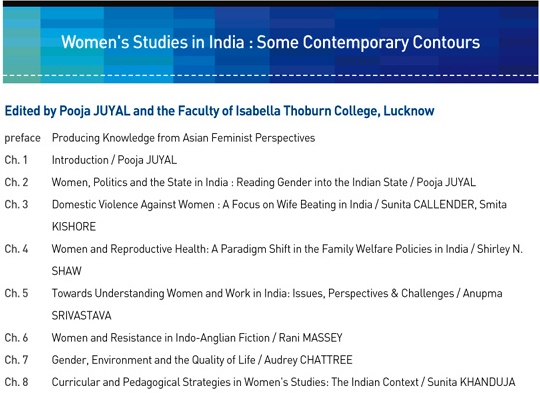 Women's Studies in India : Some Contemporary Contours
Edited by Pooja JUYAL and the Faculty of Isabella Thoburn College, Lucknow
preface Producing Knowledge from Asian Feminist Perspectives
Ch. 1 Introduction / Pooja JUYAL
Ch. 2 Women, Politics and the State in India : Reading Gender into the Indian State / Pooja JUYAL
Ch. 3 Domestic Violence Against Women : A Focus on Wife Beating in India / Sunita CALLENDER, Smita
KISHORE
Ch. 4 Women and Reproductive Health: A Paradigm Shift in the Family Welfare Policies in India / Shirley N.
SHAW
Ch. 5 Towards Understanding Women and Work in India: Issues, Perspectives & Challenges / Anupma
SRIVASTAVA
Ch. 6 Women and Resistance in Indo-Anglian Fiction / Rani MASSEY
Ch. 7 Gender, Environment and the Quality of Life / Audrey CHATTREE
Ch. 8 Curricular and Pedagogical Strategies in Women's Studies: The Indian Context / Sunita KHANDUJA